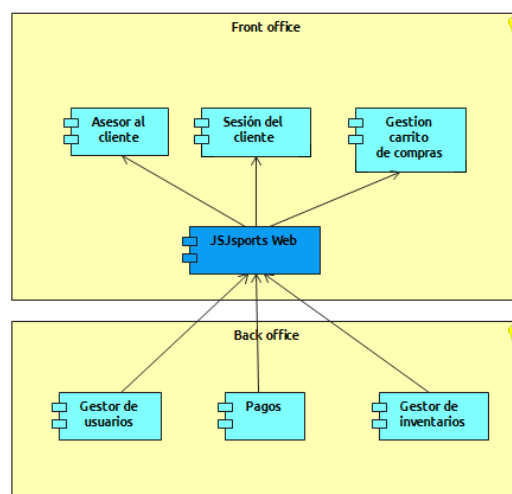 Front office
Asesor al
cliente
Sesión del
cliente
Gestion
carrito
de compras
JSJsports Web
Back office
Gestor de
usuarios
Pagos
Gestor de
inventarios